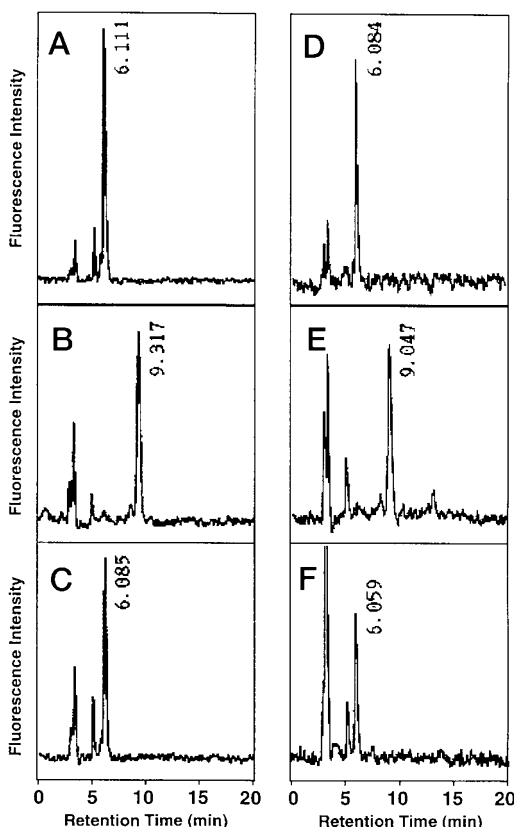 A
6.111
D
6.084
Fluorescence Intensity
B
9.317
E
9.047
Fluorescence Intensity
C
6.085
F
6.059
Fluorescence Intensity
0 5 10 15 20
0 5 10 15 20
Retention Time (min)
Retention Time (min)